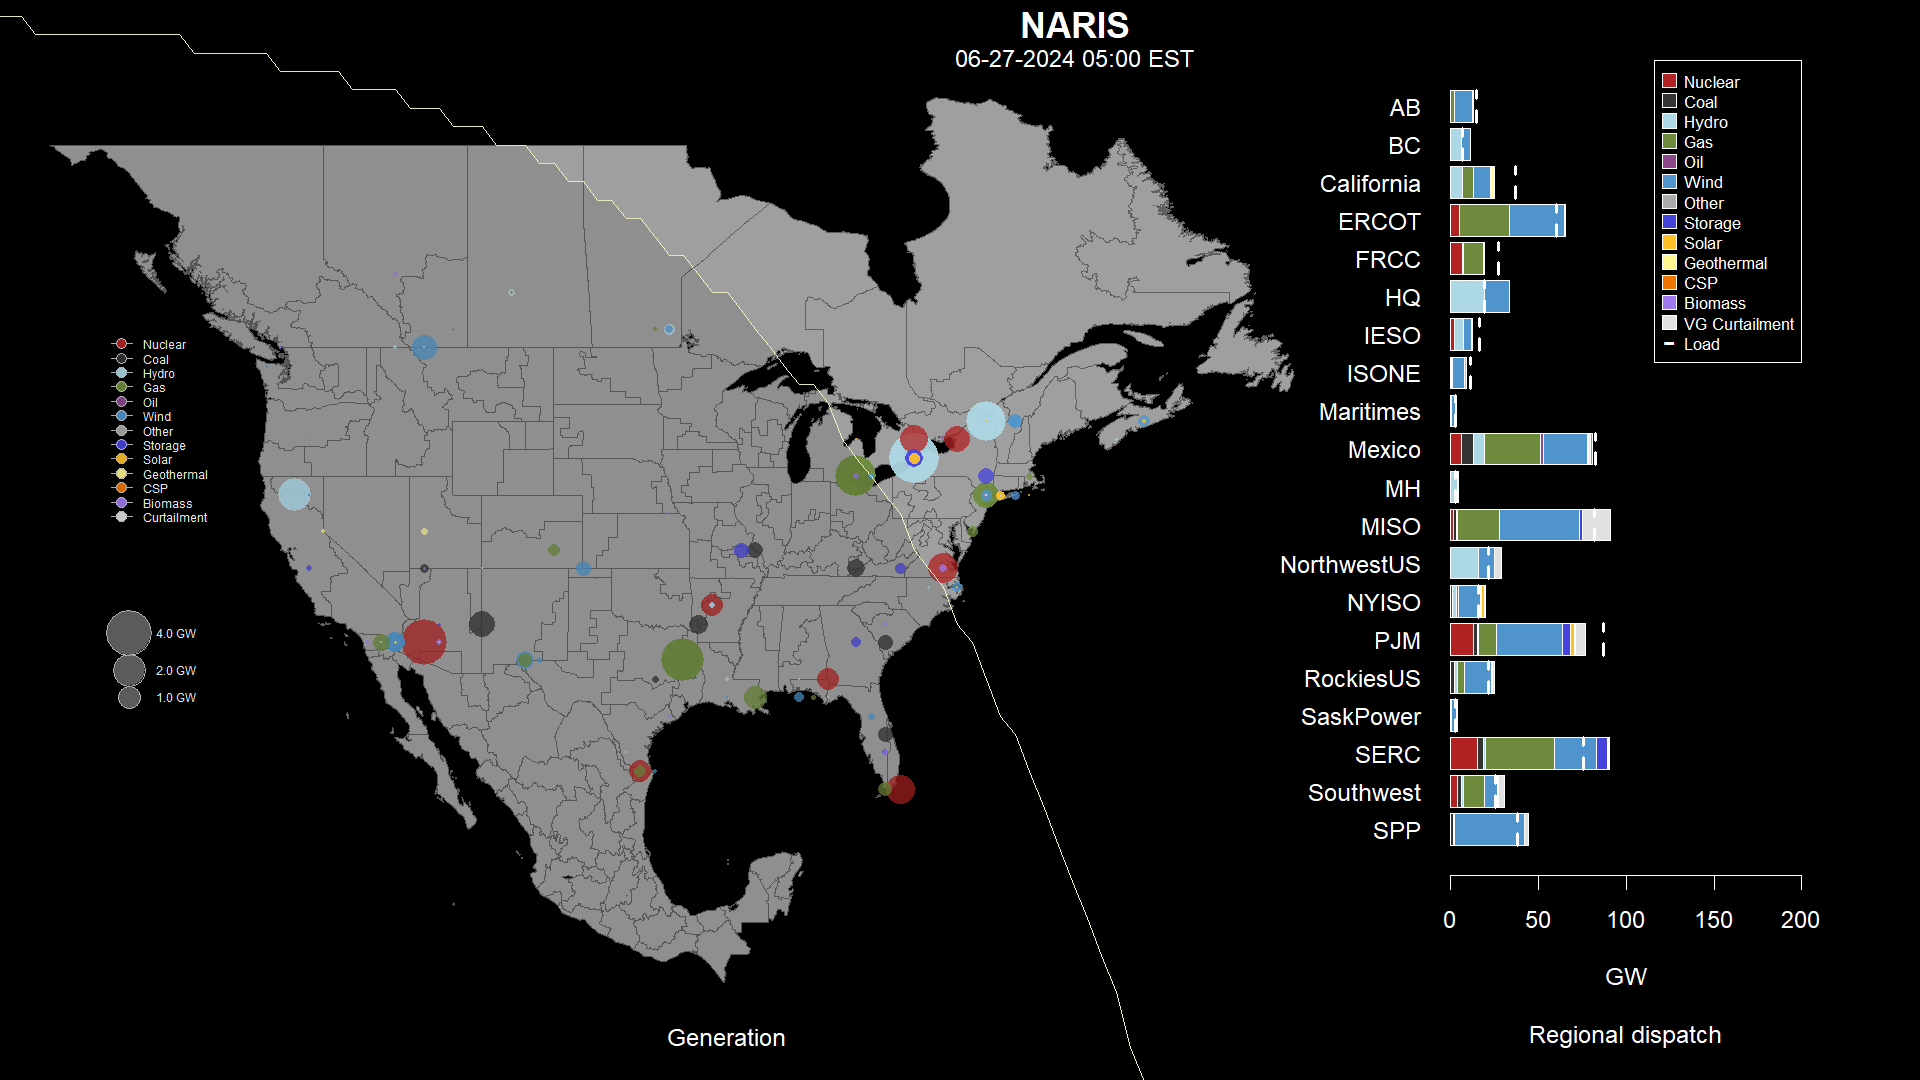 NARIS
06-27-2024 05:00 EST
Nuclear
Coal
Hydro
Gas
Oil
Wind
Other
Storage
Solar
Geothermal
CSP
Biomass
Curtailment
4.0 GW
2.0 GW
1.0 GW
Generation
AB
BC
California
ERCOT
FRCC
HQ
IESO
ISONE
Maritimes
Mexico
MH
MISO
NorthwestUS
NYISO
PJM
RockiesUS
SaskPower
SERC
Southwest
SPP
0 50 100 150 200
GW
Regional dispatch
Nuclear
Coal
Hydro
Gas
Oil
Wind
Other
Storage
Solar
Geothermal
CSP
Biomass
VG Curtailment
Load